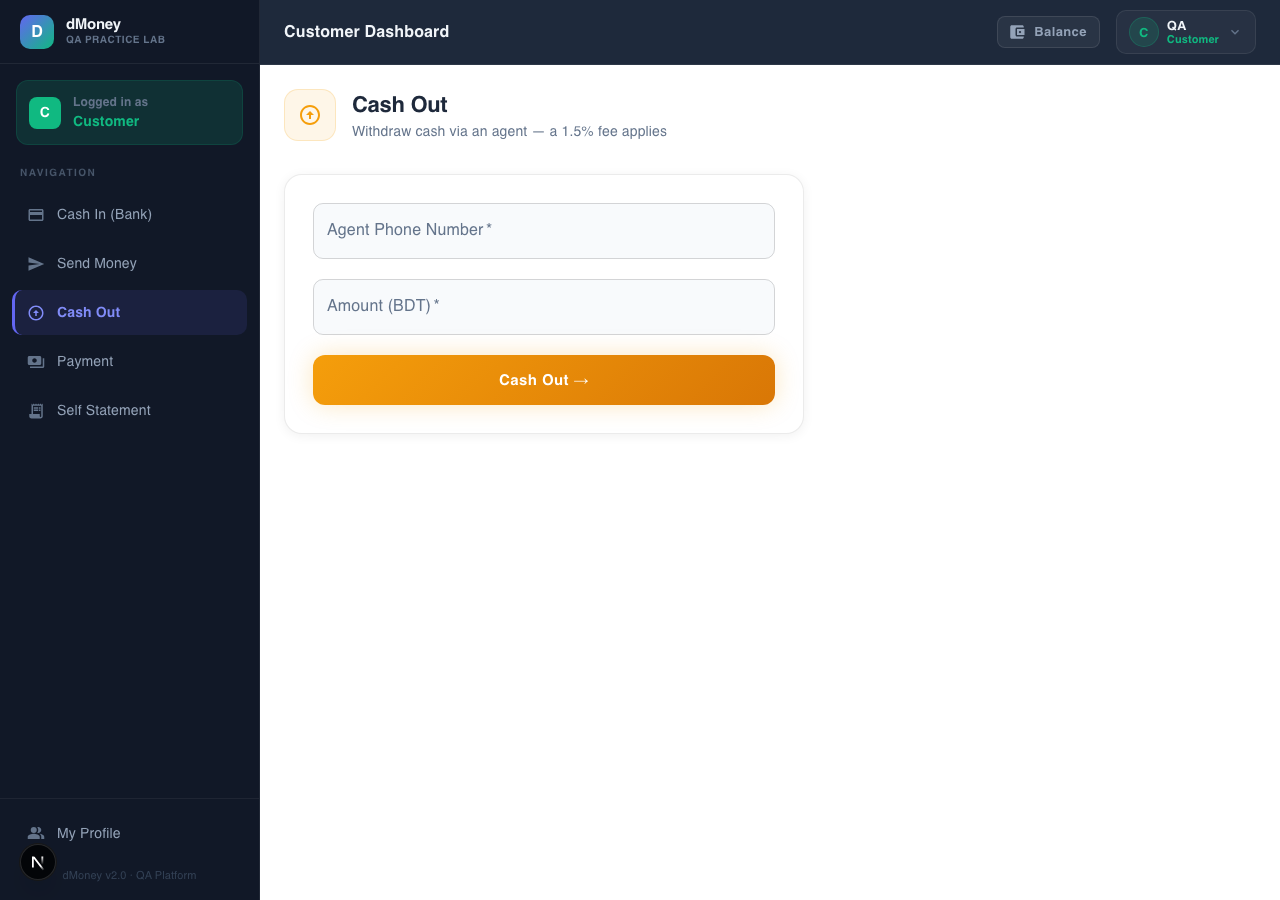 D
dMoney
QA PRACTICE LAB
Customer Dashboard
Balance
C
QA
Customer
C
Logged in as
Customer
NAVIGATION
Cash In (Bank)
Send Money
Cash Out
Payment
Self Statement
Cash Out
Withdraw cash via an agent — a 1.5% fee applies
Agent Phone Number *
Amount (BDT) *
Cash Out →
My Profile
N
dMoney v2.0 · QA Platform